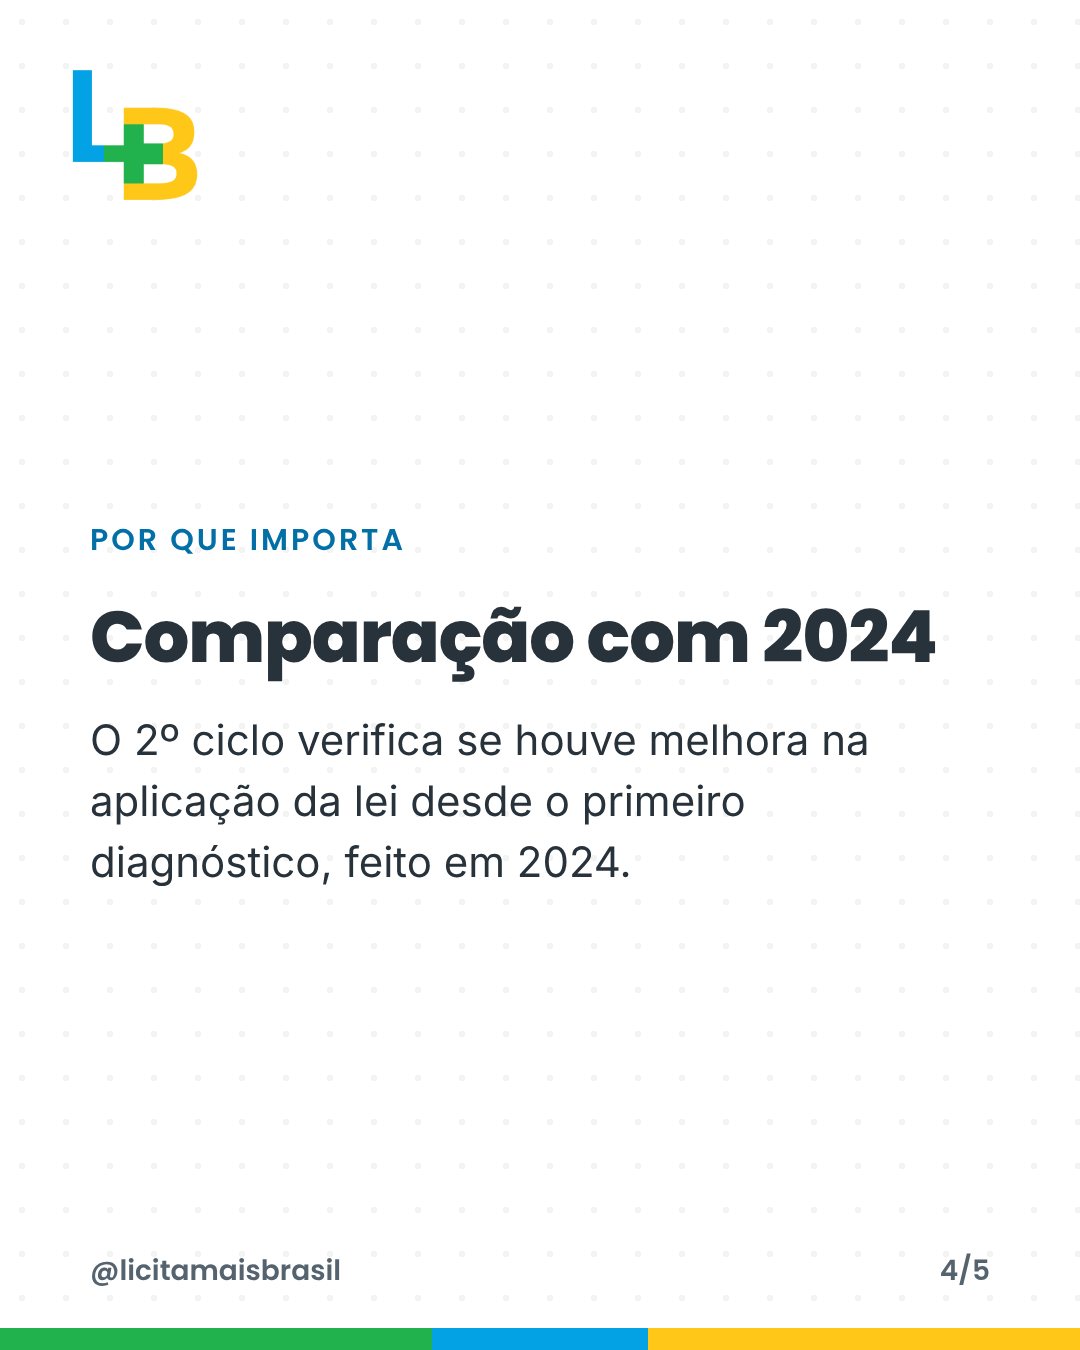 L+B
POR QUE IMPORTA
Comparação com 2024
O 2º ciclo verifica se houve melhora na
aplicação da lei desde o primeiro
diagnóstico, feito em 2024.
@licitamaisbrasil
4/5